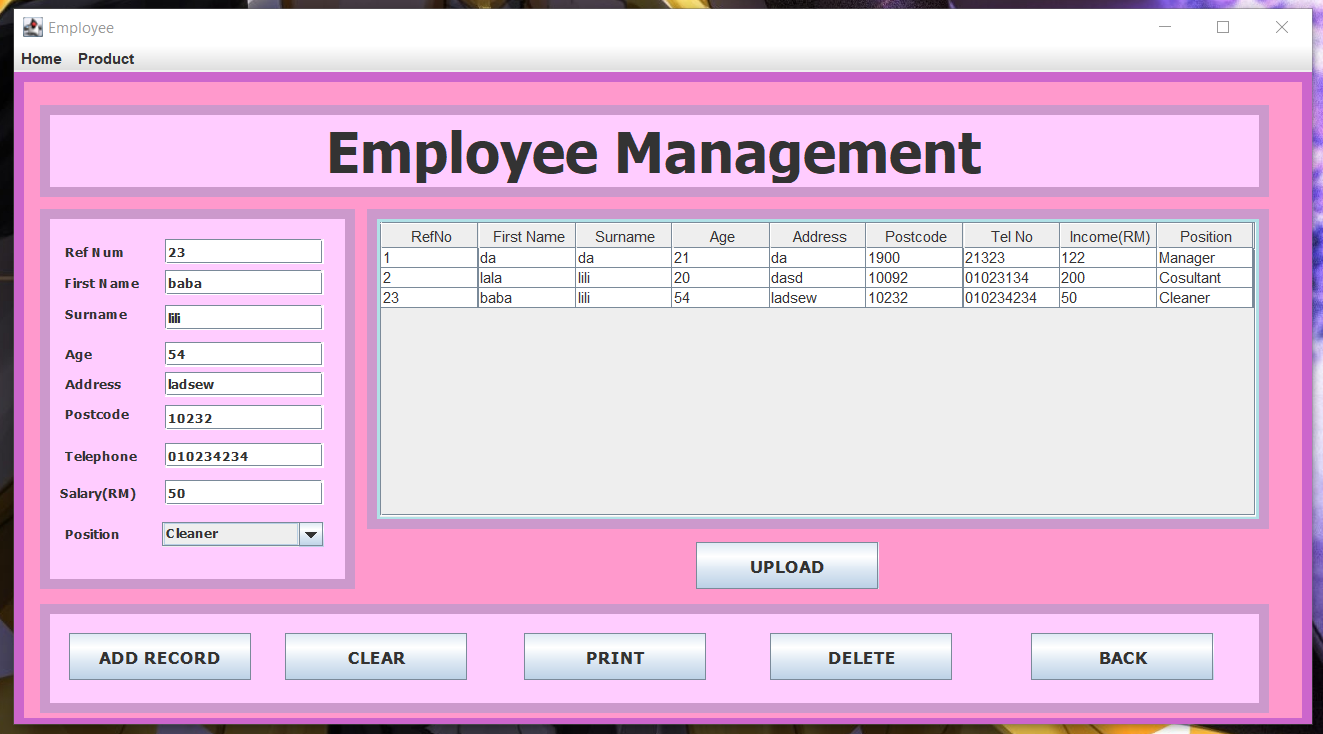 Employee
Home Product
Employee Management
Ref Num 23
First Name baba
Surname lili
Age 54
Address ladsew
Postcode 10232
Telephone 010234234
Salary(RM) 50
Position Cleaner
RefNo First Name Surname Age Address Postcode Tel No Income(RM) Position
1 da da 21 da 1900 21323 122 Manager
2 lala lili 20 dasd 10092 01023134 200 Cosultant
23 baba lili 54 ladsew 10232 010234234 50 Cleaner
UPLOAD
ADD RECORD CLEAR PRINT DELETE BACK